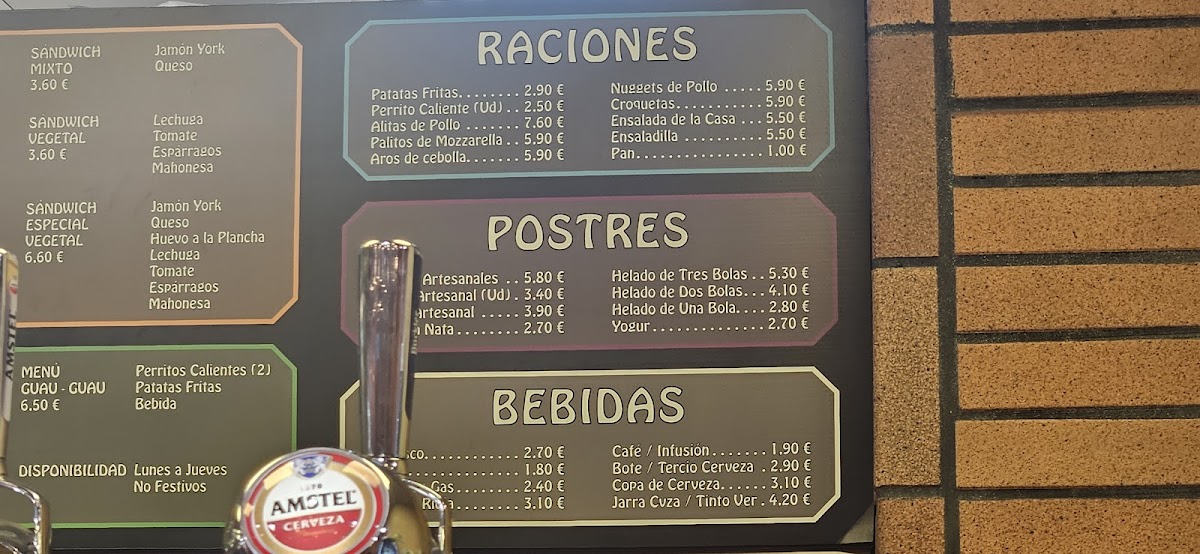 SÁNDWICH
MIXTO
3.60 €
Jamón York
Queso
SÁNDWICH
VEGETAL
3.60 €
Lechuga
Tomate
Espárragos
Mahonesa
SÁNDWICH
ESPECIAL
VEGETAL
6.60 €
Jamón York
Queso
Huevo a la Plancha
Lechuga
Tomate
Espárragos
Mahonesa
MENÚ
GUAU - GUAU
6.50 €
Perritos Calientes (2)
Patatas Fritas
Bebida
DISPONIBILIDAD
Lunes a Jueves
No Festivos
RACIONES
Patatas Fritas........ 2.90 €
Perrito Caliente (Ud) .. 2.50 €
Alitas de Pollo ....... 7.60 €
Palitos de Mozzarella .. 5.90 €
Aros de cebolla....... 5.90 €
Nuggets de Pollo ..... 5.90 €
Croquetas........... 5.90 €
Ensalada de la Casa ... 5.50 €
Ensaladilla ......... 5.50 €
Pan................ 1.00 €
POSTRES
Artesanales .. 5.80 €
Artesanal (Ud) . 3.40 €
Artesanal ..... 3.90 €
Nata........ 2.70 €
Helado de Tres Bolas .. 5.30 €
Helado de Dos Bolas... 4.10 €
Helado de Una Bola.... 2.80 €
Yogur.............. 2.70 €
BEBIDAS
sco............ 2.70 €
......... 1.80 €
Gas........ 2.40 €
3.10 €
Café / Infusión....... 1.90 €
Bote / Tercio Cerveza . 2.90 €
Copa de Cerveza...... 3.10 €
Jarra Cvza / Tinto Ver . 4.20 €
AMSTEL
AMSTEL
CERVEZA